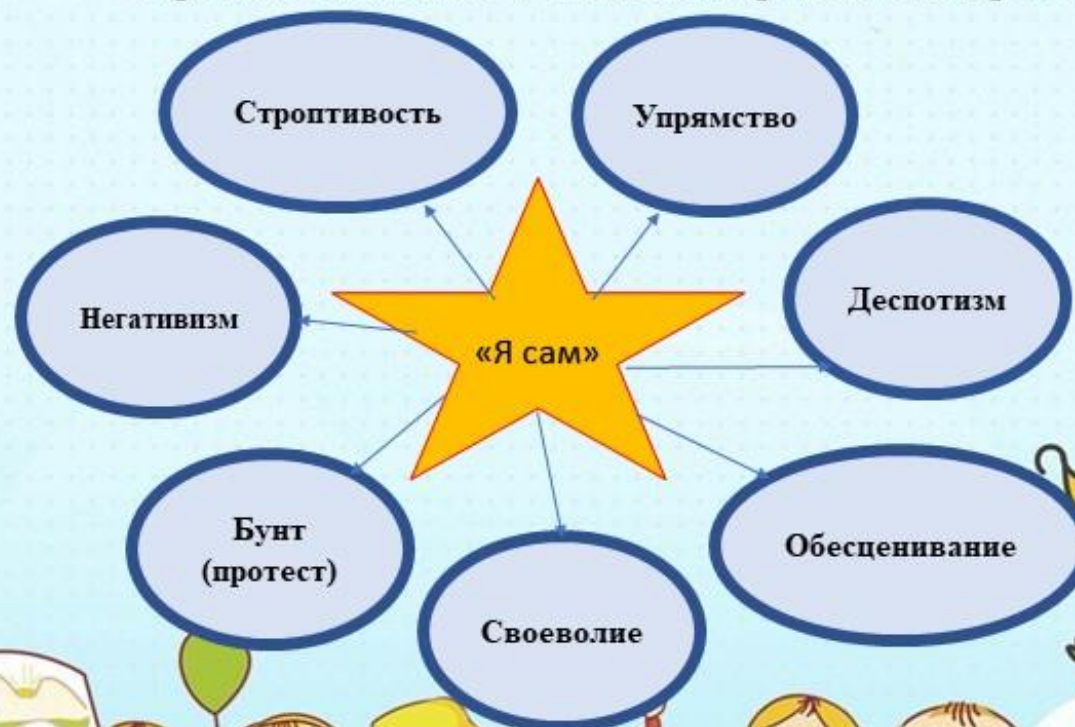 Строптивость
Упрямство
Негативизм
«Я сам»
Деспотизм
Бунт
(протест)
Своеволие
Обесценивание